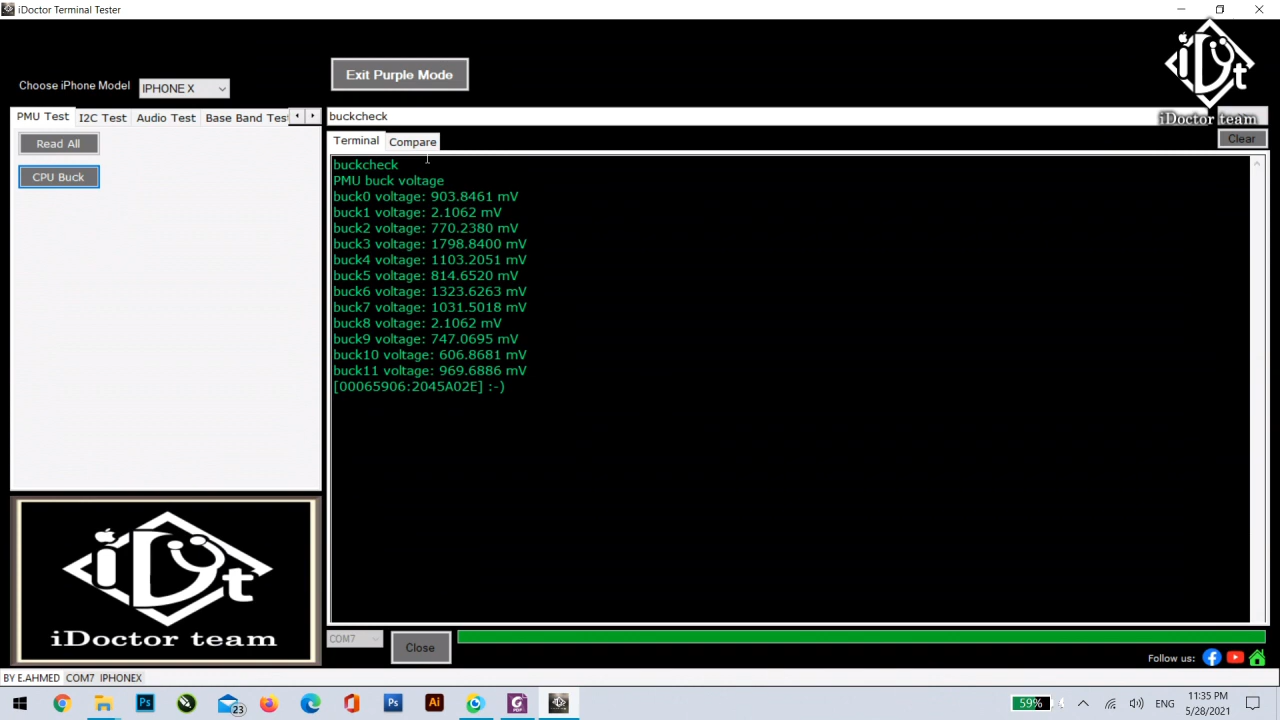 iDoctor Terminal Tester
Choose iPhone Model
IPHONE X
Exit Purple Mode
iDoctor team
PMU Test
I2C Test
Audio Test
Base Band Test
buckcheck
Clear
Terminal
Compare
Read All
CPU Buck
buckcheck
PMU buck voltage
buck0 voltage: 903.8461 mV
buck1 voltage: 2.1062 mV
buck2 voltage: 770.2380 mV
buck3 voltage: 1798.8400 mV
buck4 voltage: 1103.2051 mV
buck5 voltage: 814.6520 mV
buck6 voltage: 1323.6263 mV
buck7 voltage: 1031.5018 mV
buck8 voltage: 2.1062 mV
buck9 voltage: 747.0695 mV
buck10 voltage: 606.8681 mV
buck11 voltage: 969.6886 mV
[00065906:2045A02E] :-)
iDoctor team
COM7
Close
Follow us:
BY E.AHMED COM7 IPHONEX
Ps
23
Ps
Ai
59%
ENG
11:35 PM
5/28/2021